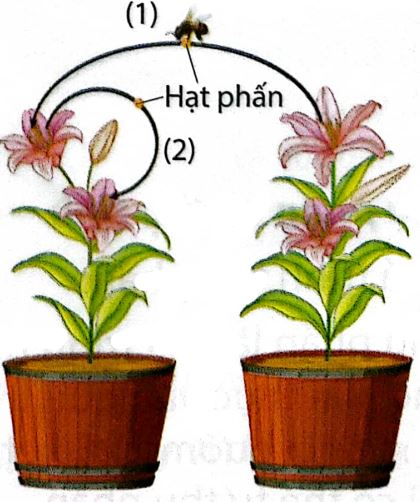 (1)
Hạt phấn
(2)